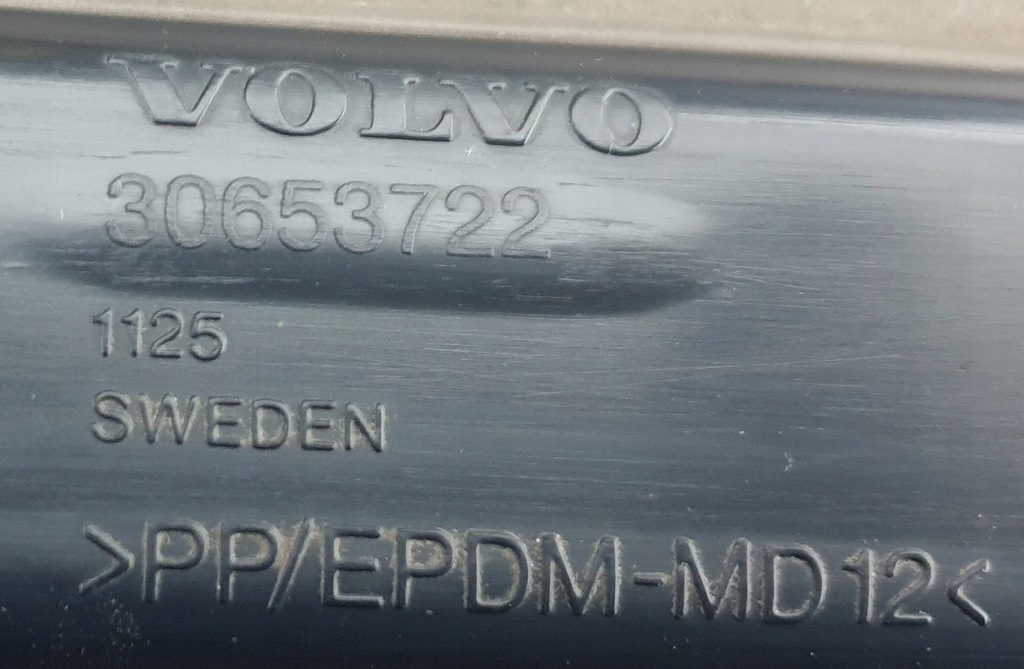 VOLVO
30653722
1125
SWEDEN
>PP/EPDM-MD12<